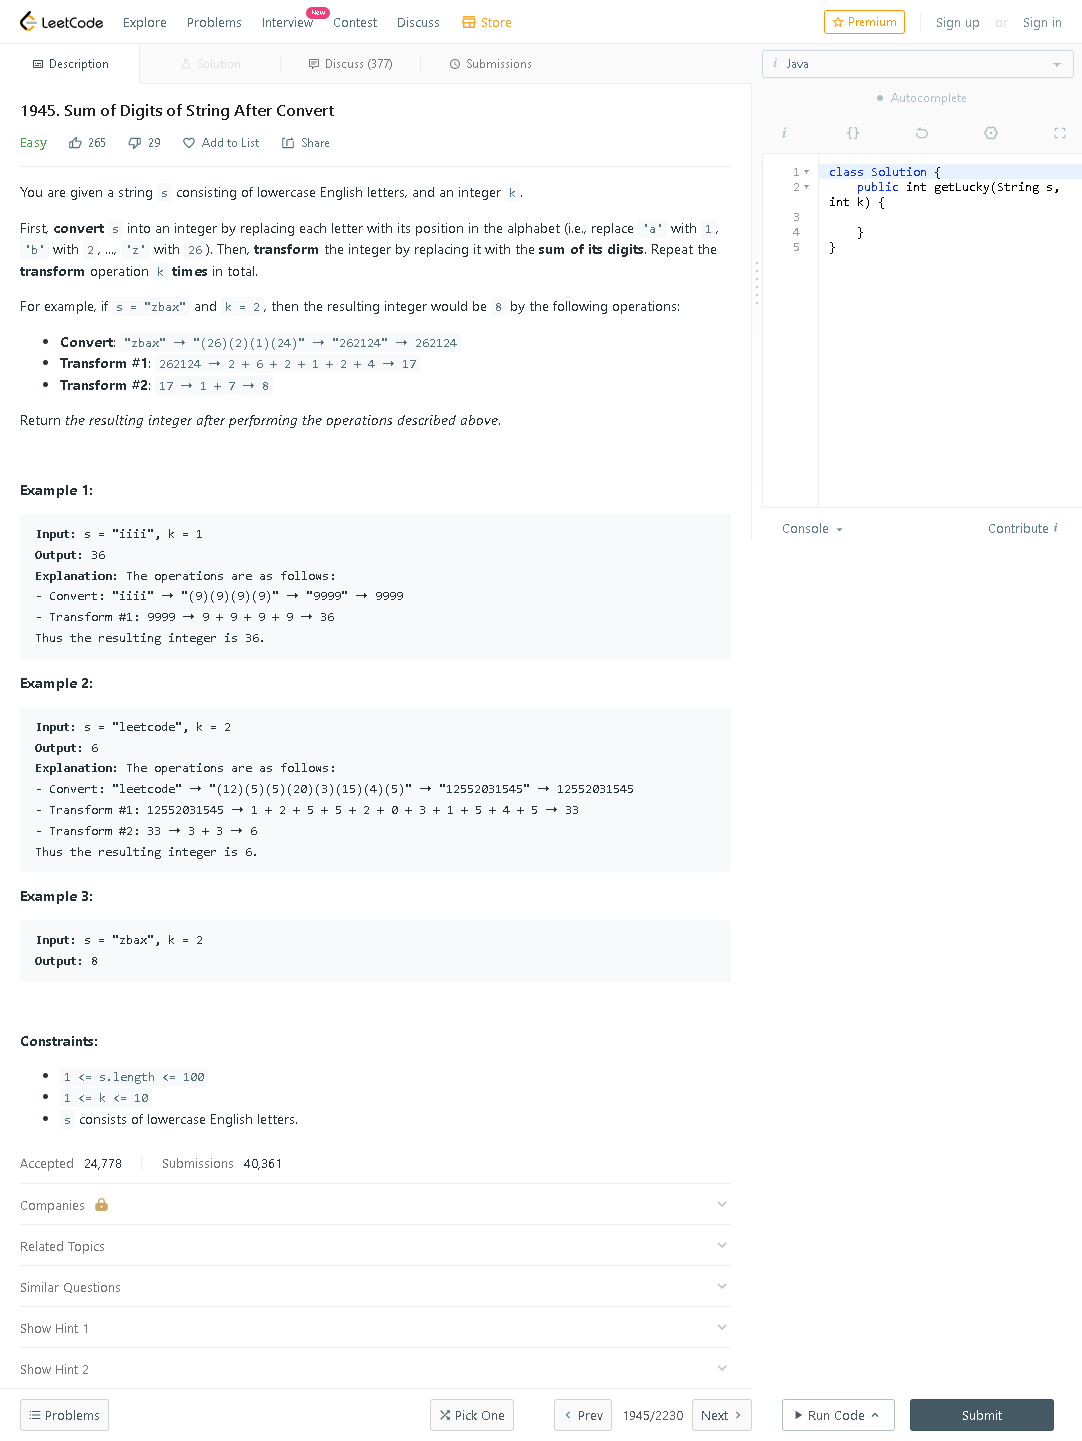 LeetCode Explore Problems Interview New Contest Discuss Store Premium Sign up or Sign in
Description Solution Discuss (377) Submissions
1945. Sum of Digits of String After Convert
Easy 265 29 Add to List Share
You are given a string s consisting of lowercase English letters, and an integer k .
First, convert s into an integer by replacing each letter with its position in the alphabet (i.e., replace 'a' with 1 ,
'b' with 2 , ..., 'z' with 26 ). Then, transform the integer by replacing it with the sum of its digits. Repeat the
transform operation k times in total.
For example, if s = "zbax" and k = 2 , then the resulting integer would be 8 by the following operations:
• Convert: "zbax" → "(26)(2)(1)(24)" → "262124" → 262124
• Transform #1: 262124 → 2 + 6 + 2 + 1 + 2 + 4 → 17
• Transform #2: 17 → 1 + 7 → 8
Return the resulting integer after performing the operations described above.
Example 1:
Input: s = "iiii", k = 1
Output: 36
Explanation: The operations are as follows:
- Convert: "iiii" → "(9)(9)(9)(9)" → "9999" → 9999
- Transform #1: 9999 → 9 + 9 + 9 + 9 → 36
Thus the resulting integer is 36.
Example 2:
Input: s = "leetcode", k = 2
Output: 6
Explanation: The operations are as follows:
- Convert: "leetcode" → "(12)(5)(5)(20)(3)(15)(4)(5)" → "12552031545" → 12552031545
- Transform #1: 12552031545 → 1 + 2 + 5 + 5 + 2 + 0 + 3 + 1 + 5 + 4 + 5 → 33
- Transform #2: 33 → 3 + 3 → 6
Thus the resulting integer is 6.
Example 3:
Input: s = "zbax", k = 2
Output: 8
Constraints:
• 1 <= s.length <= 100
• 1 <= k <= 10
• s consists of lowercase English letters.
Accepted 24,778 Submissions 40,361
Companies
Related Topics
Similar Questions
Show Hint 1
Show Hint 2
Problems Pick One Prev 1945/2230 Next
i Java
Autocomplete
i {}
1 class Solution {
2 public int getLucky(String s,
int k) {
3
4 }
5 }
Console Contribute i
Run Code Submit